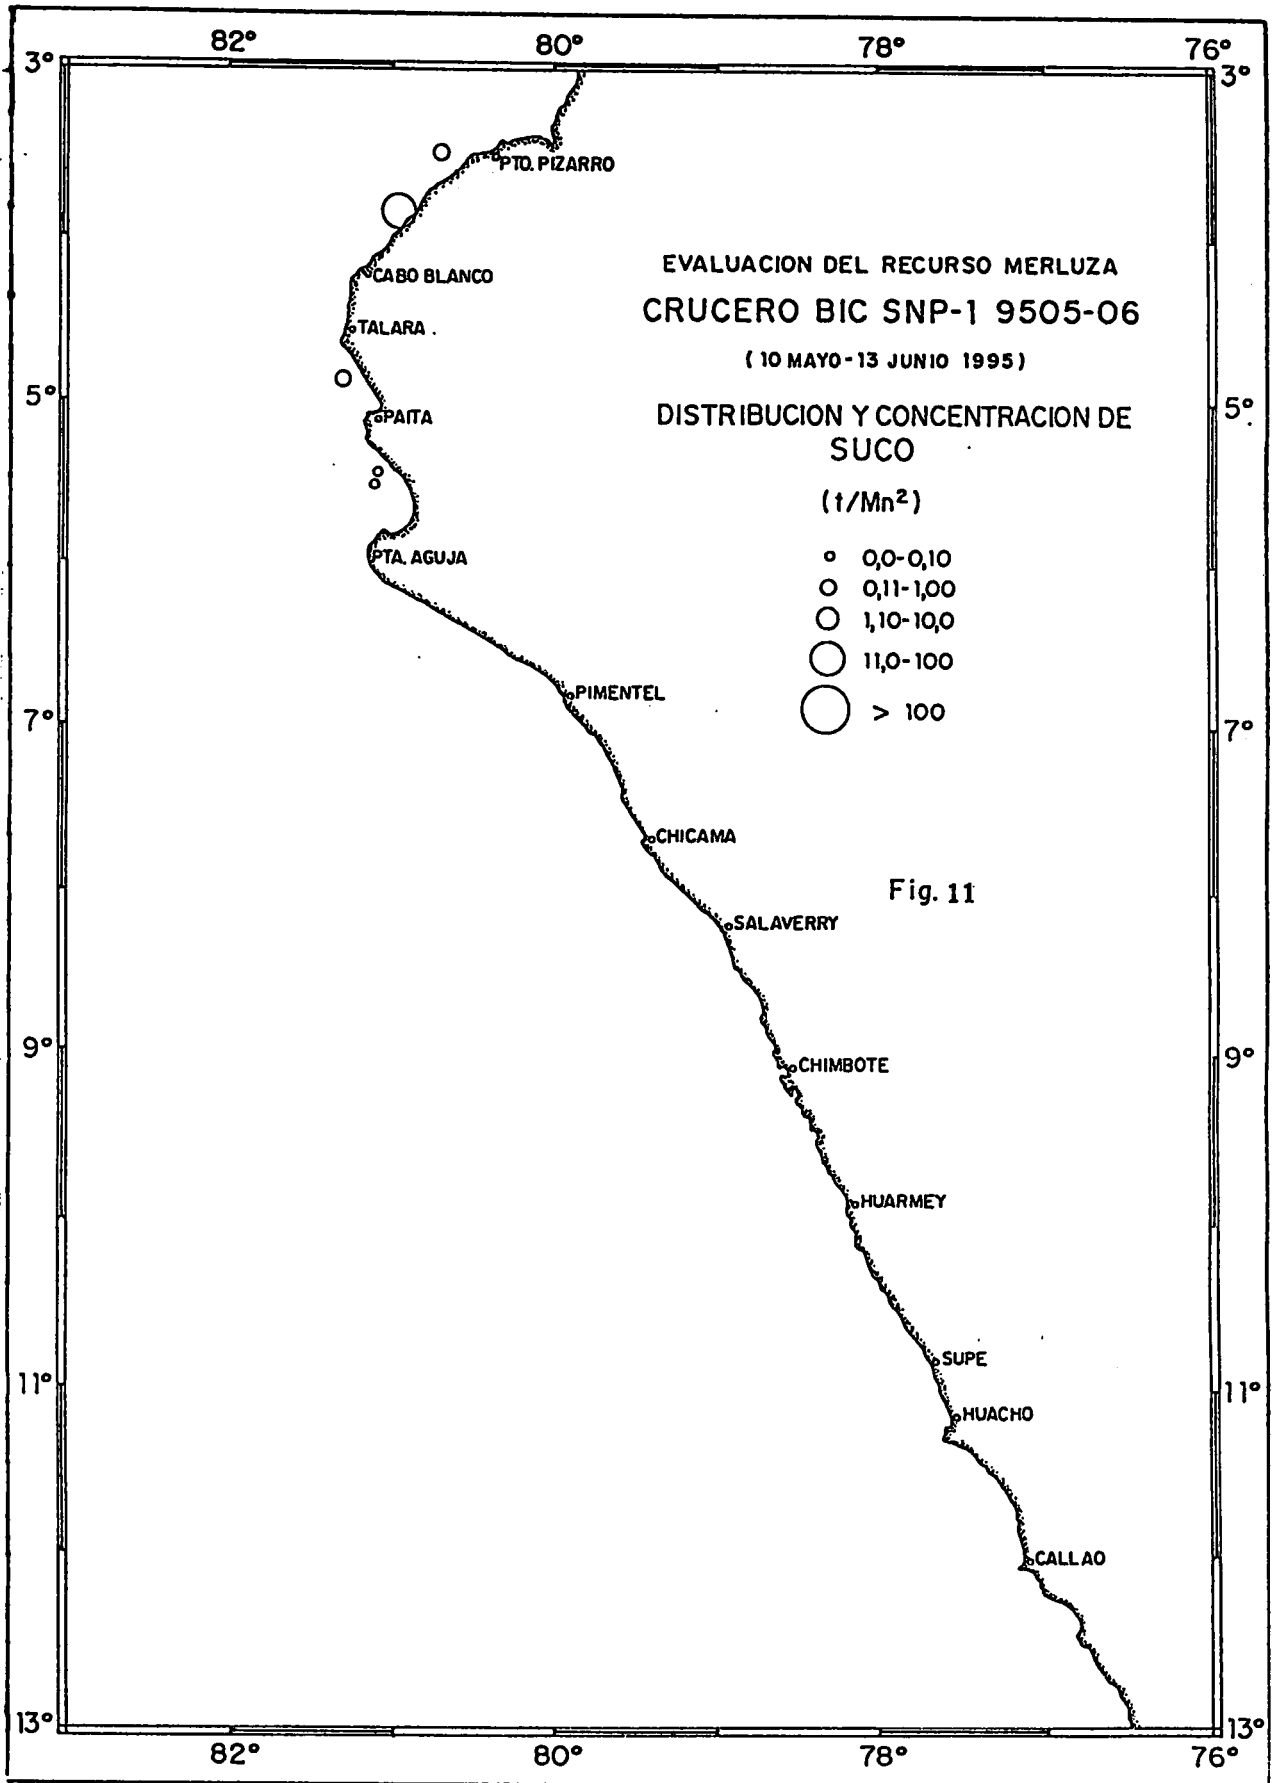 82° 80° 78° 76°
3° 3°
PTO. PIZARRO
EVALUACION DEL RECURSO MERLUZA
CABO BLANCO
CRUCERO BIC SNP-1 9505-06
TALARA
(10 MAYO-13 JUNIO 1995)
5° 5°
PAITA
DISTRIBUCION Y CONCENTRACION DE
SUCO
(t/Mn²)
PTA. AGUJA
0,0-0,10
0,11-1,00
1,10-10,0
11,0-100
> 100
PIMENTEL
7° 7°
CHICAMA
Fig. 11
SALAVERRY
9° 9°
CHIMBOTE
HUARMEY
SUPE
11° 11°
HUACHO
CALLAO
13° 13°
82° 80° 78° 76°